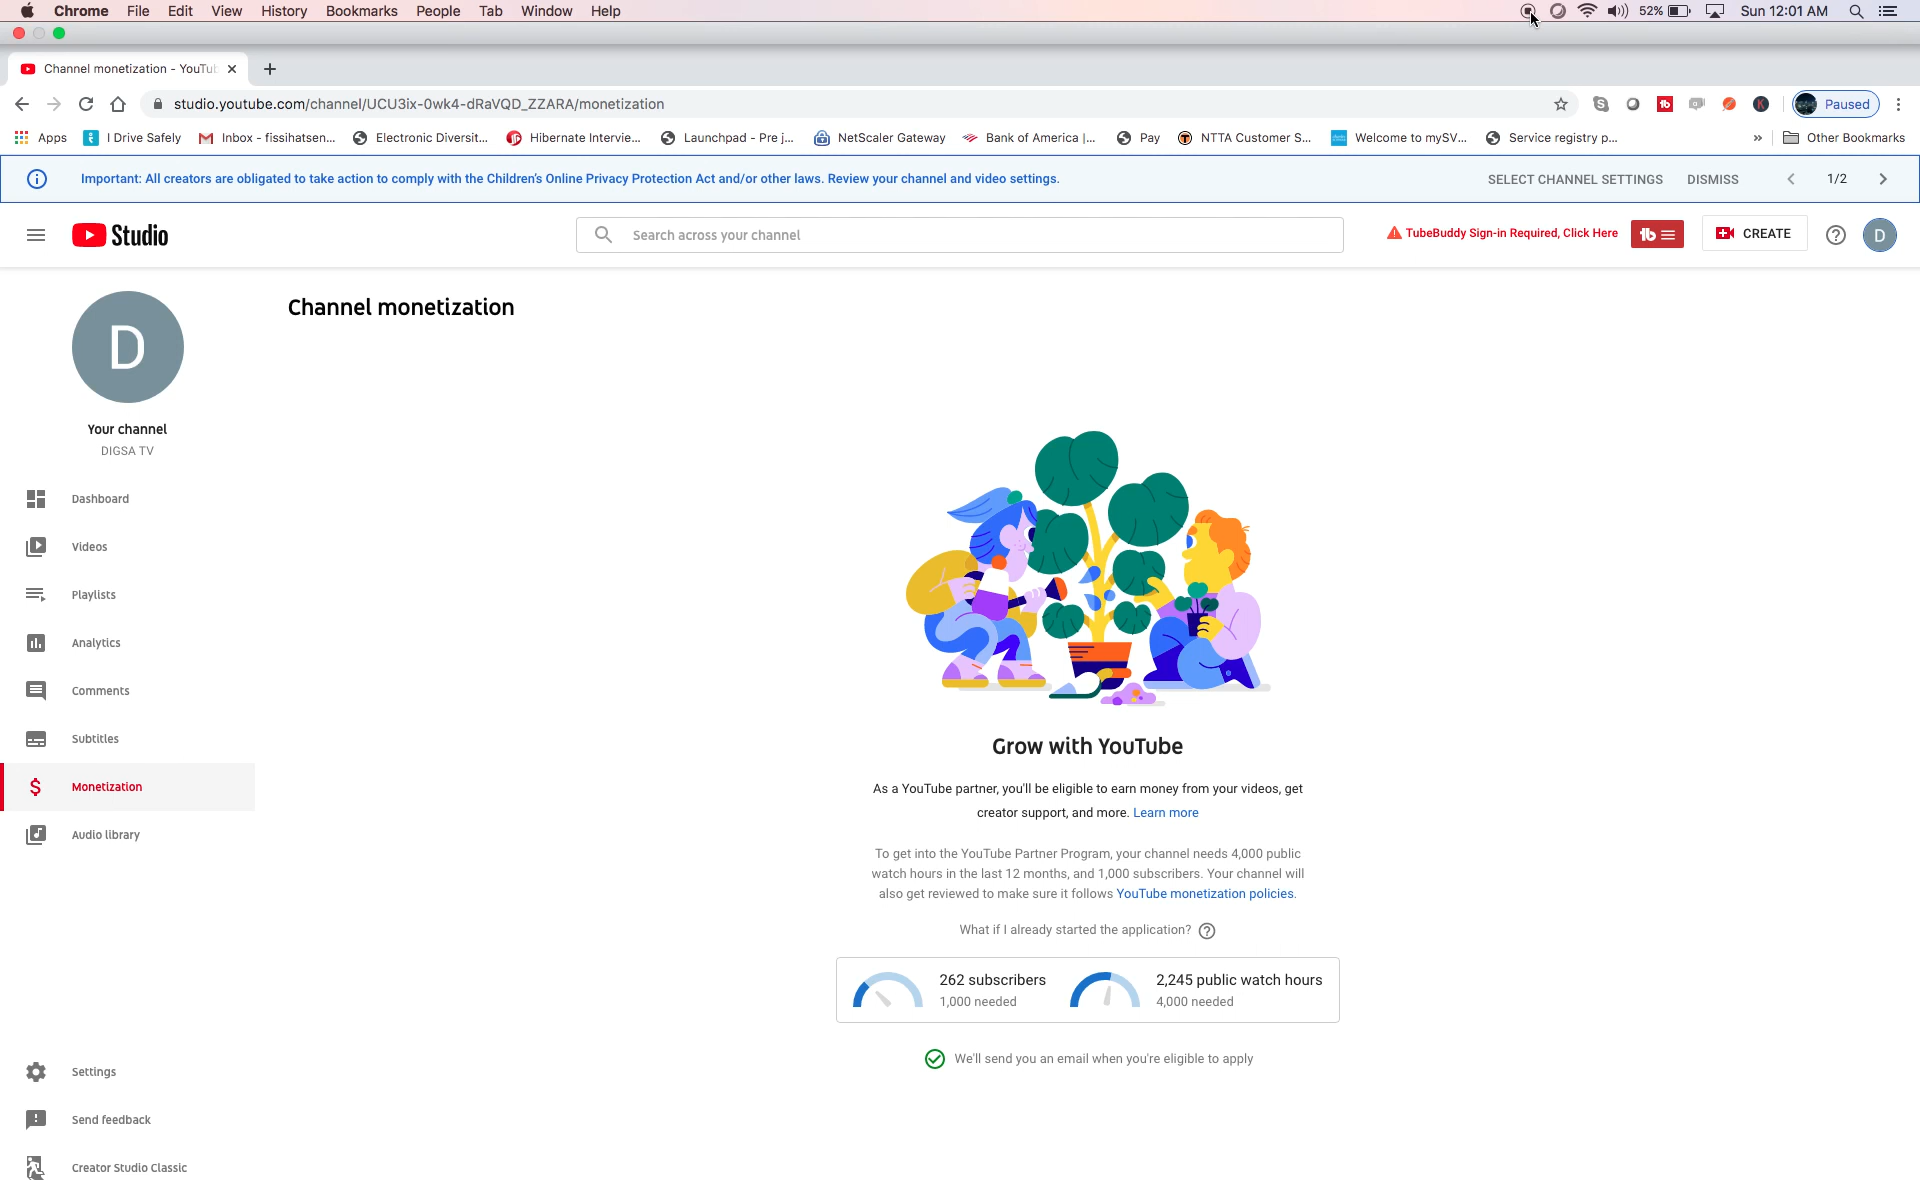 Chrome File Edit View History Bookmarks People Tab Window Help 52% Sun 12:01 AM
Channel monetization - YouTub
studio.youtube.com/channel/UCU3ix-0wk4-dRaVQD_ZZARA/monetization Paused
Apps I Drive Safely Inbox - fissihatsen... Electronic Diversit... Hibernate Intervie... Launchpad - Pre j... NetScaler Gateway Bank of America |... Pay NTTA Customer S... Welcome to mySV... Service registry p... » Other Bookmarks
Important: All creators are obligated to take action to comply with the Children's Online Privacy Protection Act and/or other laws. Review your channel and video settings. SELECT CHANNEL SETTINGS DISMISS 1/2
Studio Search across your channel TubeBuddy Sign-in Required, Click Here tb CREATE D
Channel monetization
D
Your channel
DIGSA TV
Dashboard
Videos
Playlists
Analytics
Comments
Subtitles
Monetization
Audio library
Grow with YouTube
As a YouTube partner, you'll be eligible to earn money from your videos, get
creator support, and more. Learn more
To get into the YouTube Partner Program, your channel needs 4,000 public
watch hours in the last 12 months, and 1,000 subscribers. Your channel will
also get reviewed to make sure it follows YouTube monetization policies.
What if I already started the application?
262 subscribers 2,245 public watch hours
1,000 needed 4,000 needed
We'll send you an email when you're eligible to apply
Settings
Send feedback
Creator Studio Classic